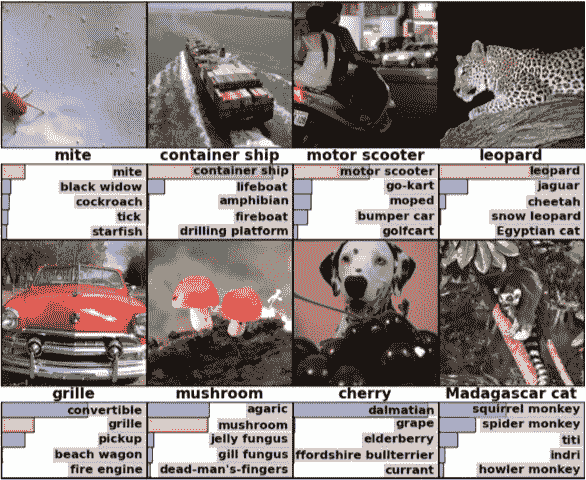 mite
container ship
motor scooter
leopard
mite
black widow
cockroach
tick
starfish
container ship
lifeboat
amphibian
fireboat
drilling platform
motor scooter
go-kart
moped
bumper car
golfcart
leopard
jaguar
cheetah
snow leopard
Egyptian cat
grille
mushroom
cherry
Madagascar cat
convertible
grille
pickup
beach wagon
fire engine
agaric
mushroom
jelly fungus
gill fungus
dead-man's-fingers
dalmatian
grape
elderberry
ffordshire bullterrier
currant
squirrel monkey
spider monkey
titi
indri
howler monkey